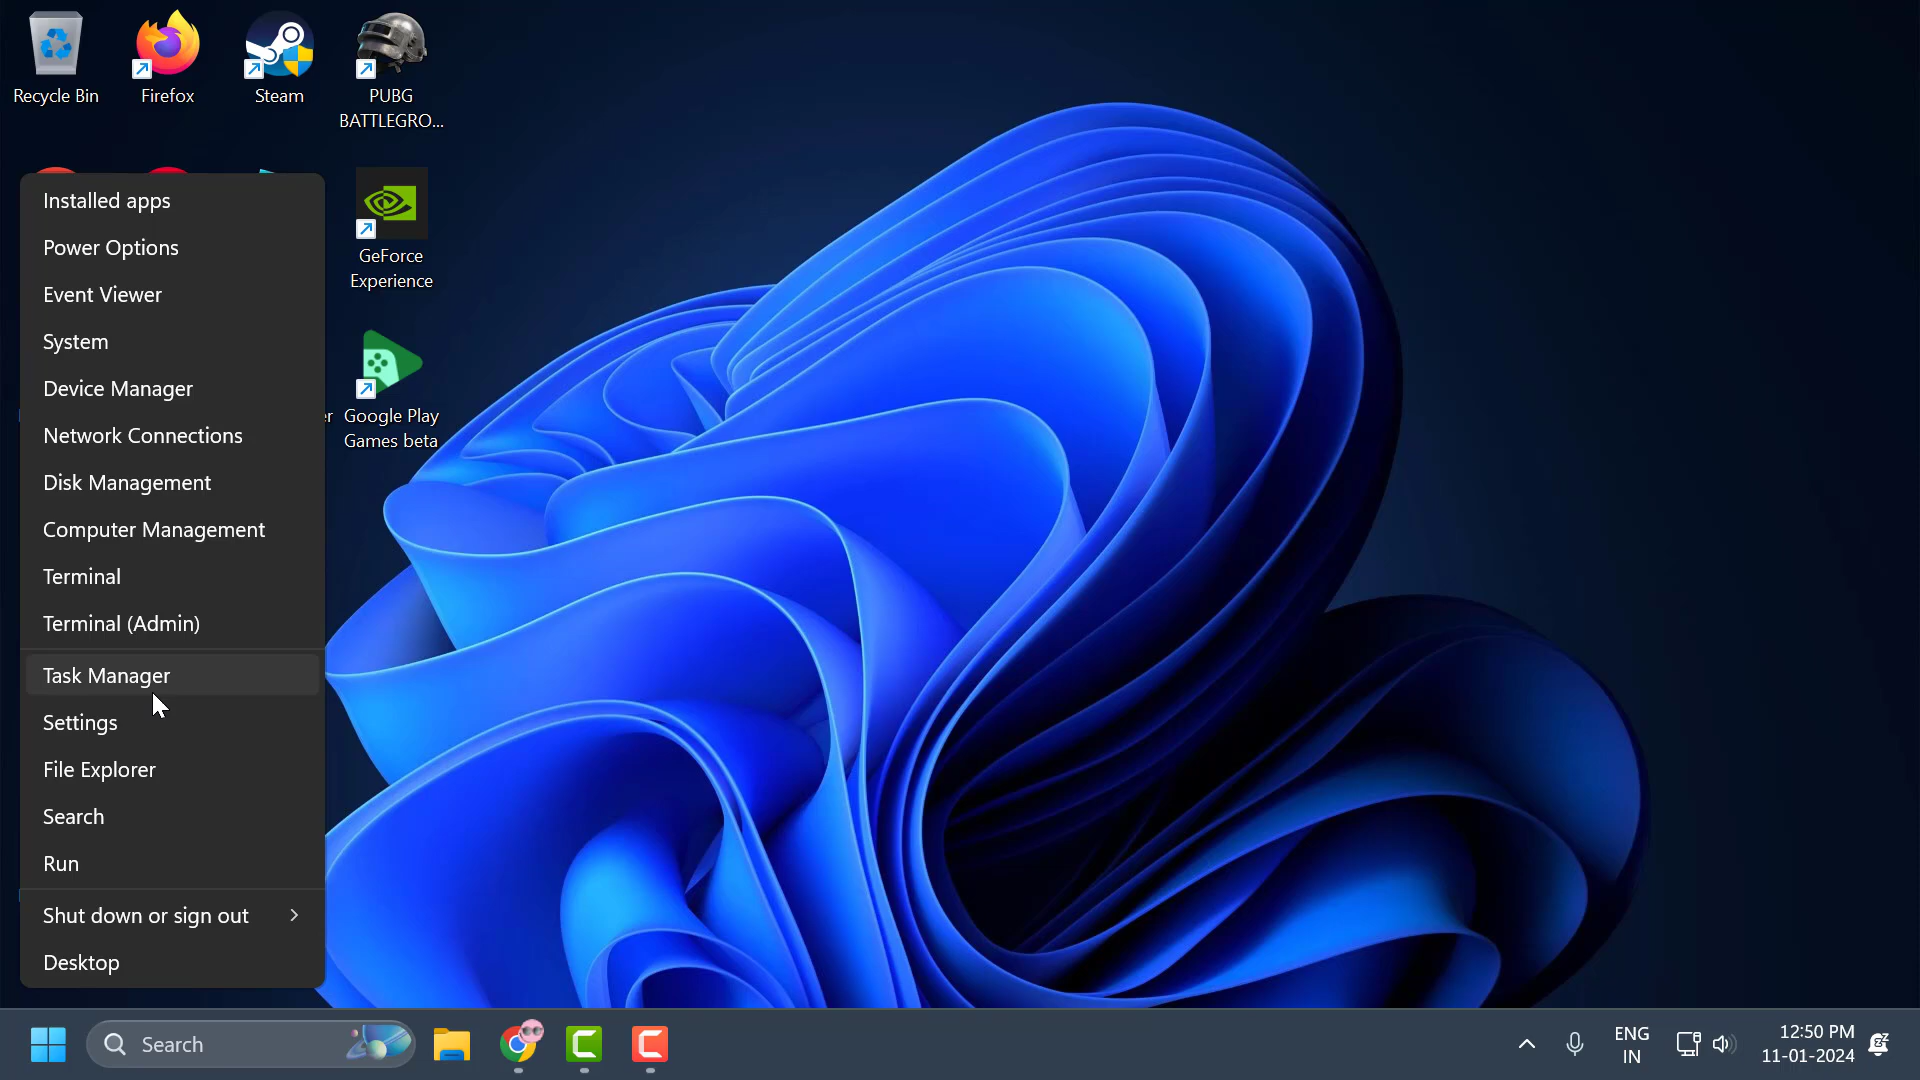 Recycle Bin
Firefox
Steam
PUBG
BATTLEGRO...
GeForce
Experience
er
Google Play
Games beta
Installed apps
Power Options
Event Viewer
System
Device Manager
Network Connections
Disk Management
Computer Management
Terminal
Terminal (Admin)
Task Manager
Settings
File Explorer
Search
Run
Shut down or sign out
Desktop
Search
ENG
IN
12:50 PM
11-01-2024